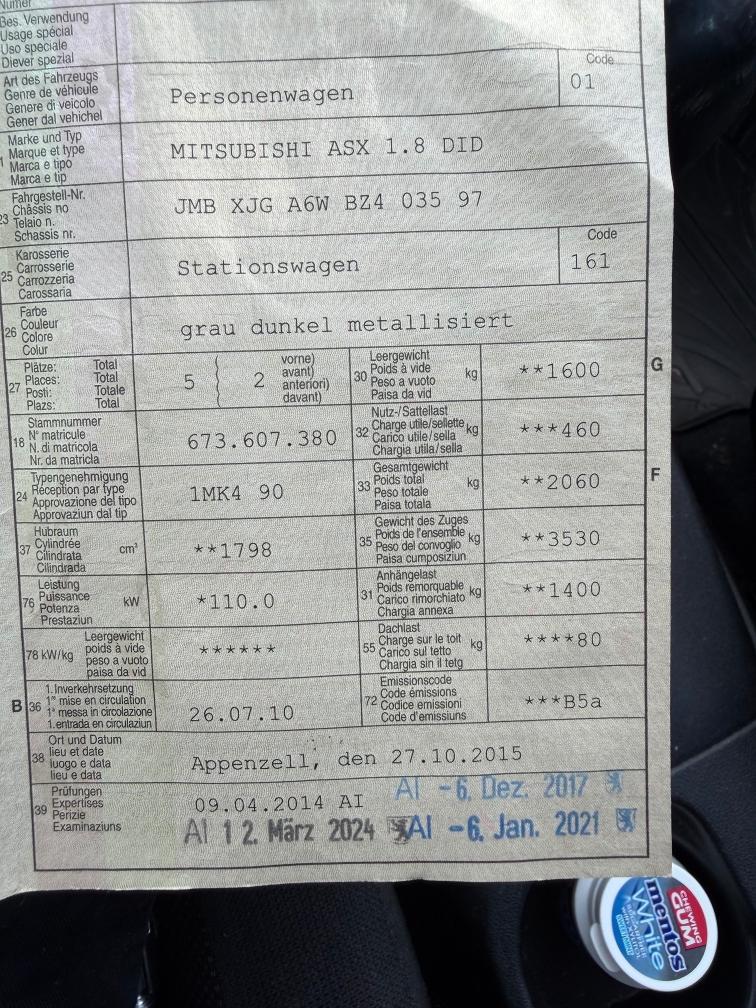 Numer
Bes. Verwendung
Usage spécial
Uso speciale
Diever spezial
Art des Fahrzeugs
Genre de véhicule
Genere di veicolo
Gener dal vehichel
Personenwagen
Code
01
Marke und Typ
Marque et type
Marca e tipo
Marca e tip
MITSUBISHI ASX 1.8 DID
23
Fahrgestell-Nr.
Châssis no
Telaio n.
Schassis nr.
JMB XJG A6W BZ4 035 97
25
Karosserie
Carrosserie
Carrozzeria
Carossaria
Stationswagen
Code
161
26
Farbe
Couleur
Colore
Colur
grau dunkel metallisiert
27
Plätze: Total
Places: Total
Posti: Totale
Plazs: Total
5
2
vorne)
avant)
anteriori)
davant)
30
Leergewicht
Poids à vide
Peso a vuoto
Paisa da vid
kg
**1600
G
18
Stammnummer
N° matricule
N. di matricola
Nr. da matricla
673.607.380
32
Nutz-/Sattellast
Charge utile/sellette
Carico utile/sella
Chargia utila/sella
kg
***460
24
Typengenehmigung
Réception par type
Approvazione del tipo
Approvaziun dal tip
1MK4 90
33
Gesamtgewicht
Poids total
Peso totale
Paisa totala
kg
**2060
F
37
Hubraum
Cylindrée
Cilindrata
Cilindrada
cm³
**1798
35
Gewicht des Zuges
Poids de l'ensemble
Peso del convoglio
Paisa cumposiziun
kg
**3530
76
Leistung
Puissance
Potenza
Prestaziun
kW
*110.0
31
Anhängelast
Poids remorquable
Carico rimorchiato
Chargia annexa
kg
**1400
78 kW/kg
Leergewicht
poids à vide
peso a vuoto
paisa da vid
******
55
Dachlast
Charge sur le toit
Carico sul tetto
Chargia sin il tetg
kg
****80
B
36
1.Inverkehrsetzung
1re mise en circulation
1a messa in circolazione
1.entrada en circulaziun
26.07.10
72
Emissionscode
Code émissions
Codice emissioni
Code d'emissiuns
***B5a
38
Ort und Datum
lieu et date
luogo e data
lieu e data
Appenzell, den 27.10.2015
39
Prüfungen
Expertises
Perizie
Examinaziuns
09.04.2014 AI
AI -6. Dez. 2017
AI 12. März 2024
AI -6. Jan. 2021
CHEWING
GUM
mentos
White